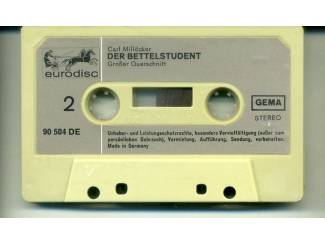 eurodisc
Carl Millöcker
DER BETTELSTUDENT
Großer Querschnitt
2
GEMA
90 504 DE
STEREO
Urheber- und Leistungsschutzrechte, besonders Vervielfältigung (außer zum
persönlichen Gebrauch), Vermietung, Aufführung, Sendung, vorbehalten.
Made in Germany